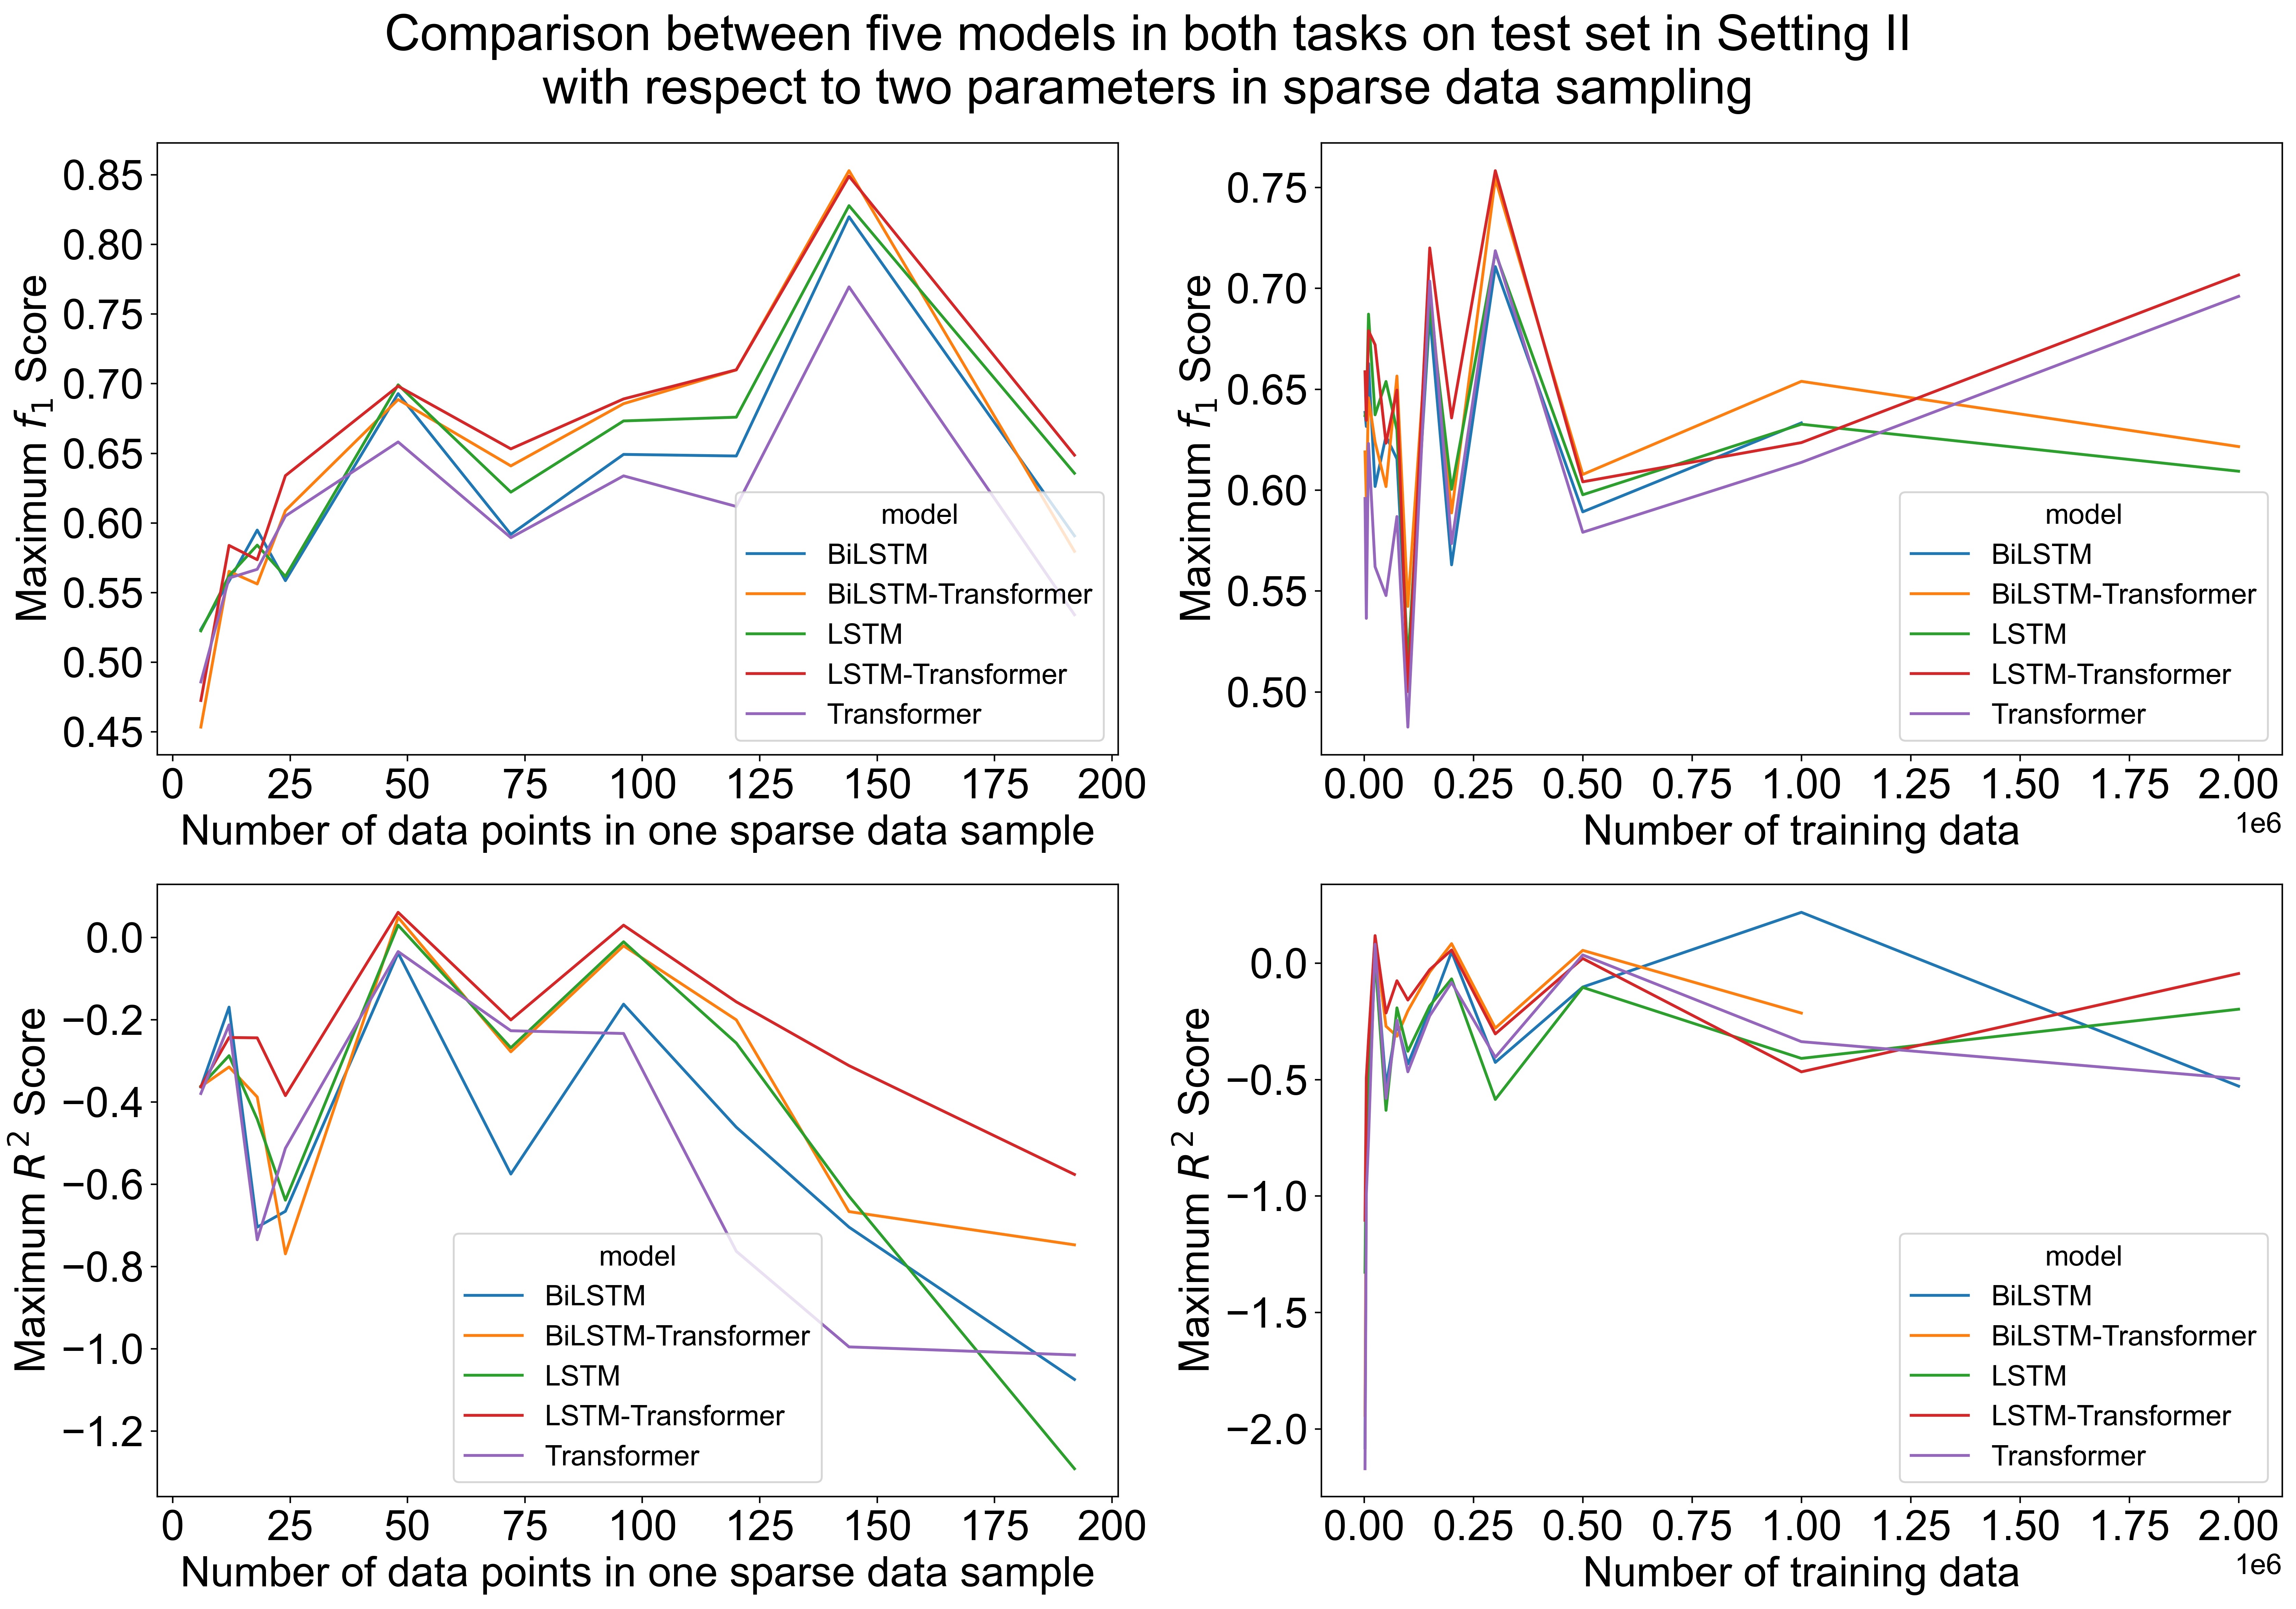 Comparison between five models in both tasks on test set in Setting II
with respect to two parameters in sparse data sampling
Maximum f₁ Score
0.85
0.80
0.75
0.70
0.65
0.60
0.55
0.50
0.45
model
BiLSTM
BiLSTM-Transformer
LSTM
LSTM-Transformer
Transformer
0 25 50 75 100 125 150 175 200
Number of data points in one sparse data sample
Maximum f₁ Score
0.75
0.70
0.65
0.60
0.55
0.50
model
BiLSTM
BiLSTM-Transformer
LSTM
LSTM-Transformer
Transformer
0.00 0.25 0.50 0.75 1.00 1.25 1.50 1.75 2.00
1e6
Number of training data
Maximum R² Score
0.0
−0.2
−0.4
−0.6
−0.8
−1.0
−1.2
model
BiLSTM
BiLSTM-Transformer
LSTM
LSTM-Transformer
Transformer
0 25 50 75 100 125 150 175 200
Number of data points in one sparse data sample
Maximum R² Score
0.0
−0.5
−1.0
−1.5
−2.0
model
BiLSTM
BiLSTM-Transformer
LSTM
LSTM-Transformer
Transformer
0.00 0.25 0.50 0.75 1.00 1.25 1.50 1.75 2.00
1e6
Number of training data